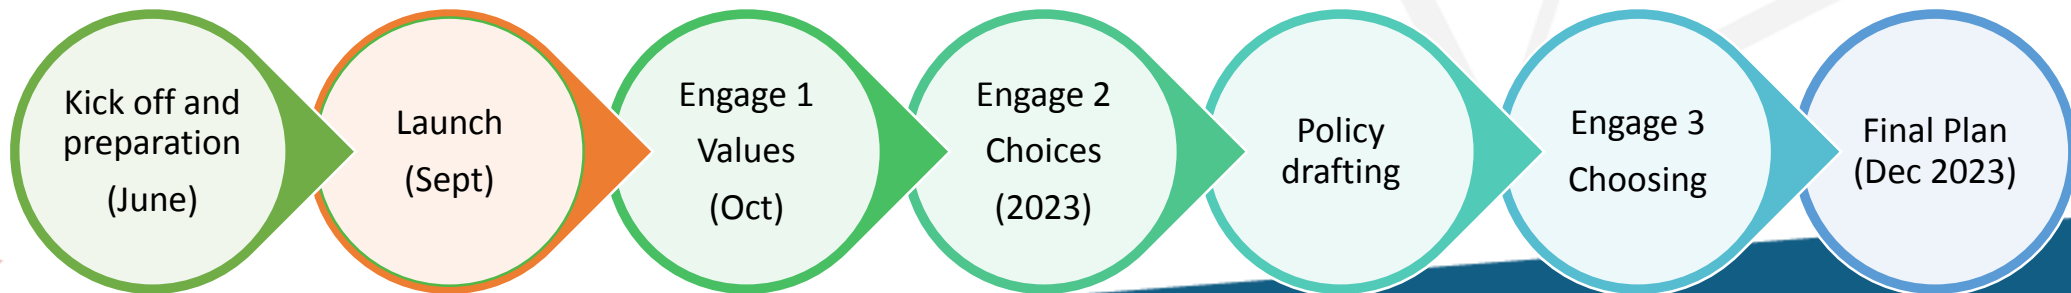 Kick off and
preparation
(June)
Launch
(Sept)
Engage 1
Values
(Oct)
Engage 2
Choices
(2023)
Policy
drafting
Engage 3
Choosing
Final Plan
(Dec 2023)